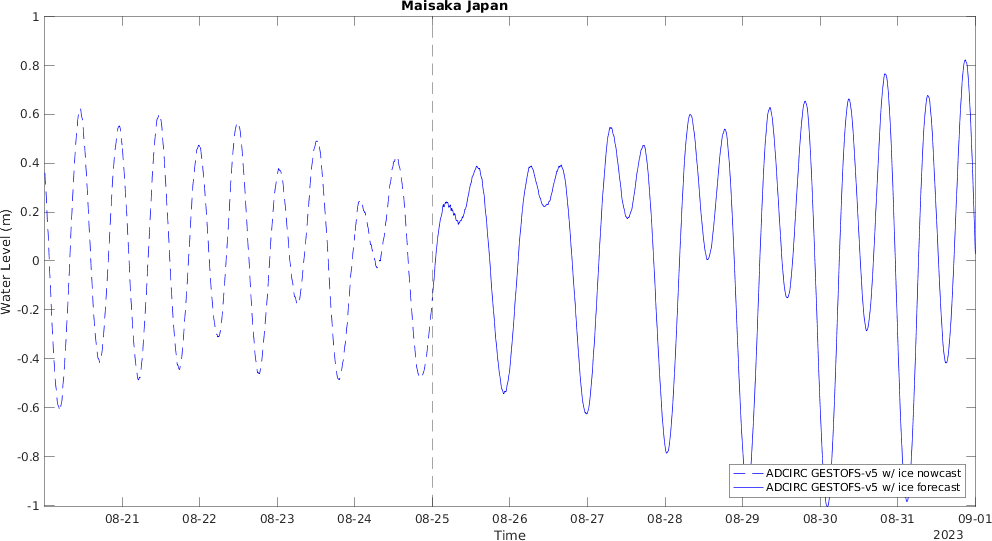 Maisaka Japan
1
0.8
0.6
0.4
0.2
0
-0.2
-0.4
-0.6
-0.8
-1
Water Level (m)
ADCIRC GESTOFS-v5 w/ ice nowcast
ADCIRC GESTOFS-v5 w/ ice forecast
08-21 08-22 08-23 08-24 08-25 08-26 08-27 08-28 08-29 08-30 08-31 09-01
Time
2023